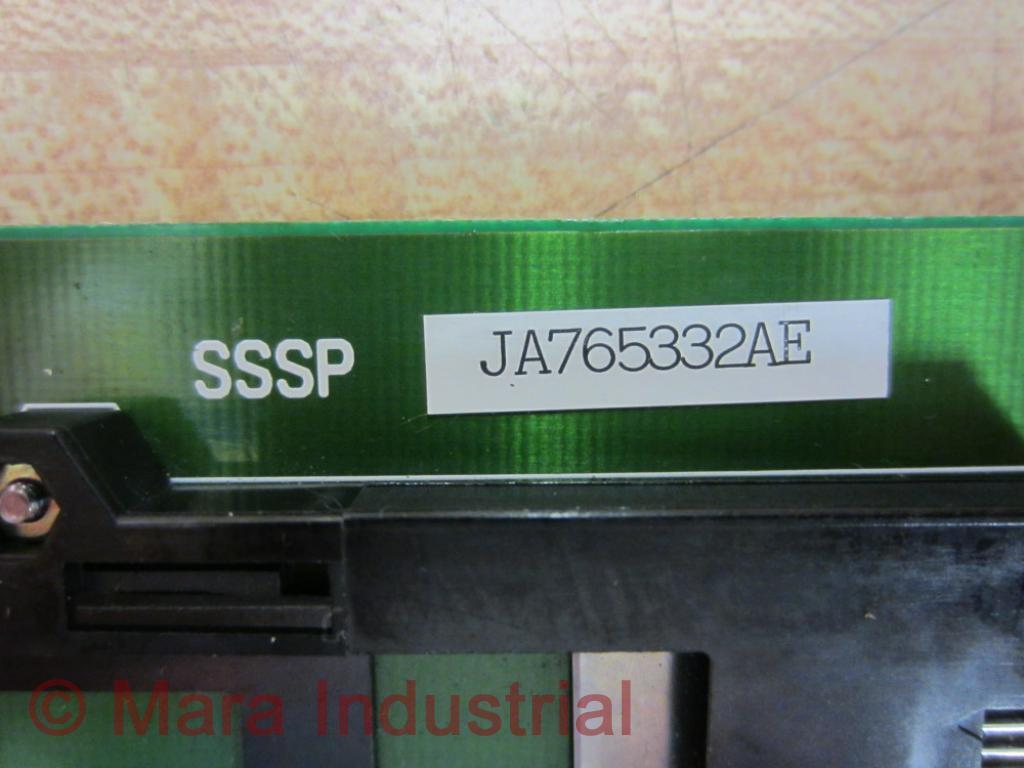 SSSP JA765332AE
© Mara Industrial